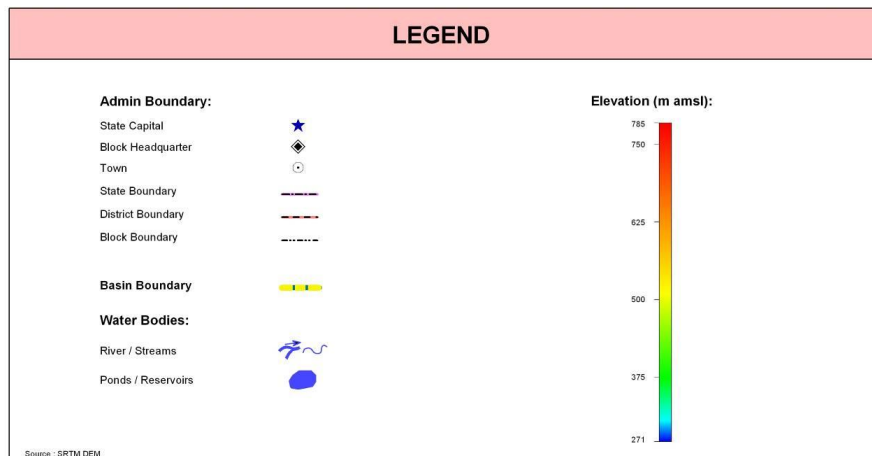 LEGEND
Admin Boundary:
State Capital
Block Headquarter
Town
State Boundary
District Boundary
Block Boundary
Basin Boundary
Water Bodies:
River / Streams
Ponds / Reservoirs
Source : SRTM DEM
Elevation (m amsl):
785
750
625
500
375
271